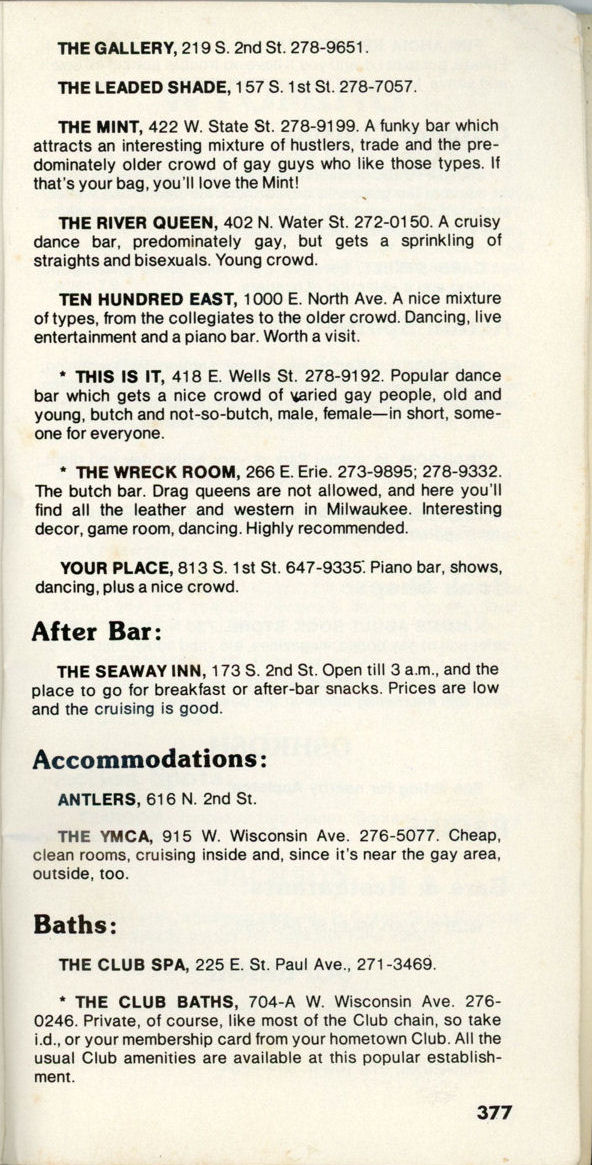 THE GALLERY, 219 S. 2nd St. 278-9651.
THE LEADED SHADE, 157 S. 1st St. 278-7057.
THE MINT, 422 W. State St. 278-9199. A funky bar which
attracts an interesting mixture of hustlers, trade and the pre-
dominately older crowd of gay guys who like those types. If
that's your bag, you'll love the Mint!
THE RIVER QUEEN, 402 N. Water St. 272-0150. A cruisy
dance bar, predominately gay, but gets a sprinkling of
straights and bisexuals. Young crowd.
TEN HUNDRED EAST, 1000 E. North Ave. A nice mixture
of types, from the collegiates to the older crowd. Dancing, live
entertainment and a piano bar. Worth a visit.
* THIS IS IT, 418 E. Wells St. 278-9192. Popular dance
bar which gets a nice crowd of varied gay people, old and
young, butch and not-so-butch, male, female—in short, some-
one for everyone.
* THE WRECK ROOM, 266 E. Erie. 273-9895; 278-9332.
The butch bar. Drag queens are not allowed, and here you'll
find all the leather and western in Milwaukee. Interesting
decor, game room, dancing. Highly recommended.
YOUR PLACE, 813 S. 1st St. 647-9335. Piano bar, shows,
dancing, plus a nice crowd.
After Bar:
THE SEAWAY INN, 173 S. 2nd St. Open till 3 a.m., and the
place to go for breakfast or after-bar snacks. Prices are low
and the cruising is good.
Accommodations:
ANTLERS, 616 N. 2nd St.
THE YMCA, 915 W. Wisconsin Ave. 276-5077. Cheap,
clean rooms, cruising inside and, since it's near the gay area,
outside, too.
Baths:
THE CLUB SPA, 225 E. St. Paul Ave., 271-3469.
* THE CLUB BATHS, 704-A W. Wisconsin Ave. 276-
0246. Private, of course, like most of the Club chain, so take
i.d., or your membership card from your hometown Club. All the
usual Club amenities are available at this popular establish-
ment.
377